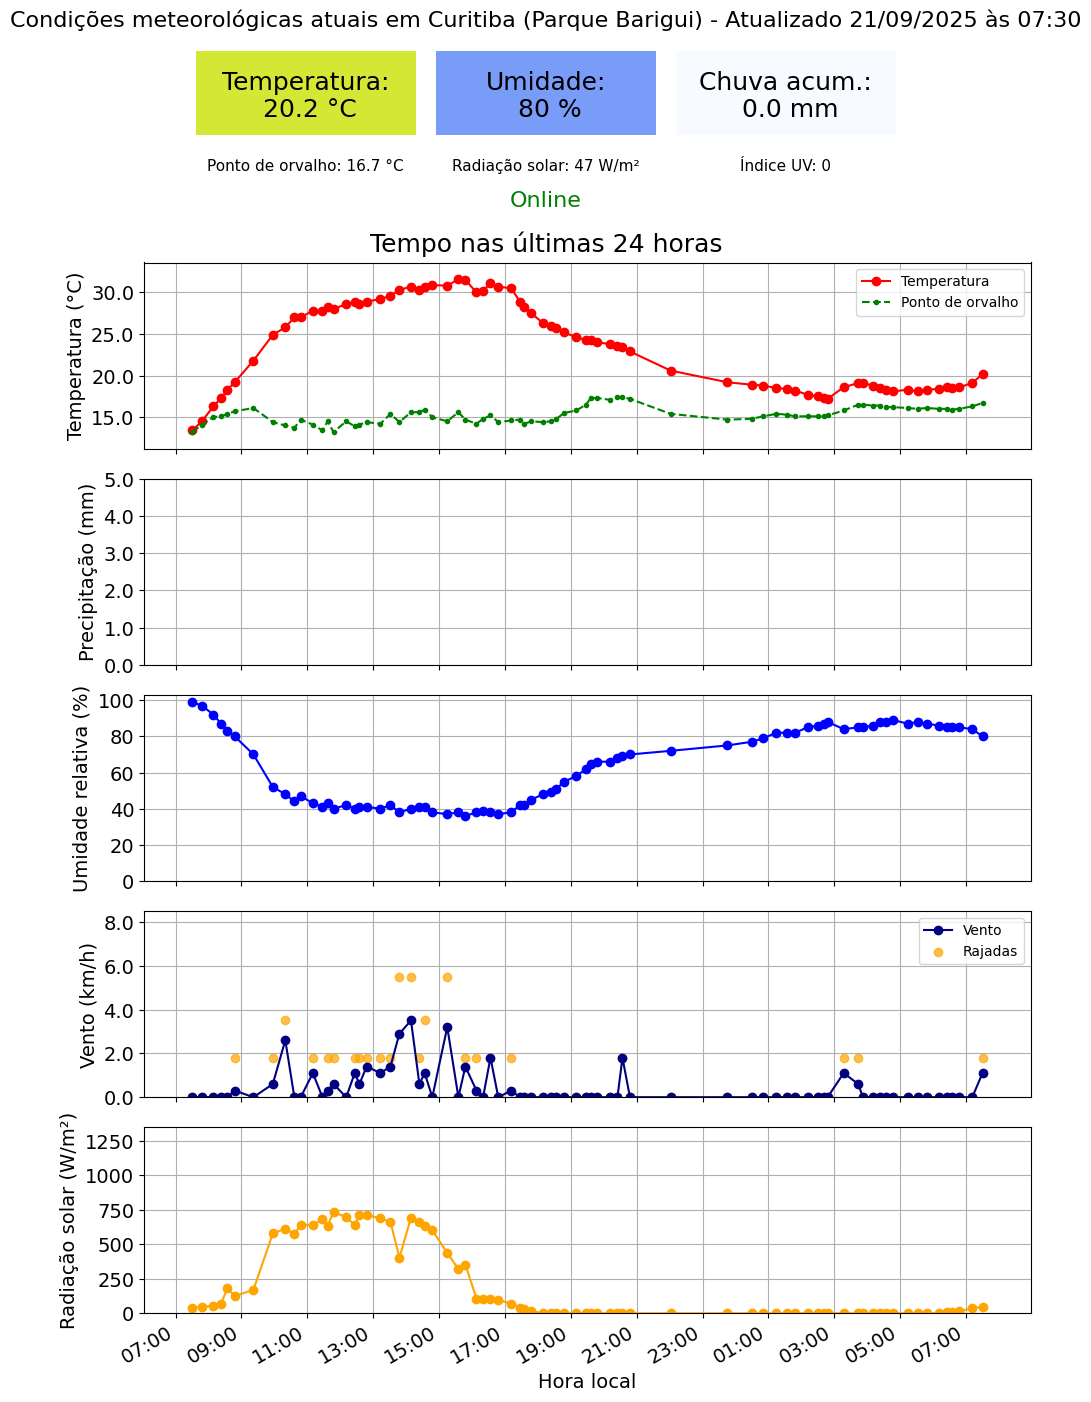 Condições meteorológicas atuais em Curitiba (Parque Barigui) - Atualizado 21/09/2025 às 07:30
Temperatura:
20.2 °C
Umidade:
80 %
Chuva acum.:
0.0 mm
Ponto de orvalho: 16.7 °C
Radiação solar: 47 W/m²
Índice UV: 0
Online
Tempo nas últimas 24 horas
Temperatura (°C)
30.0
25.0
20.0
15.0
Temperatura
Ponto de orvalho
Precipitação (mm)
5.0
4.0
3.0
2.0
1.0
0.0
Umidade relativa (%)
100
80
60
40
20
0
Vento (km/h)
8.0
6.0
4.0
2.0
0.0
Vento
Rajadas
Radiação solar (W/m²)
1250
1000
750
500
250
0
07:00
09:00
11:00
13:00
15:00
17:00
19:00
21:00
23:00
01:00
03:00
05:00
07:00
Hora local